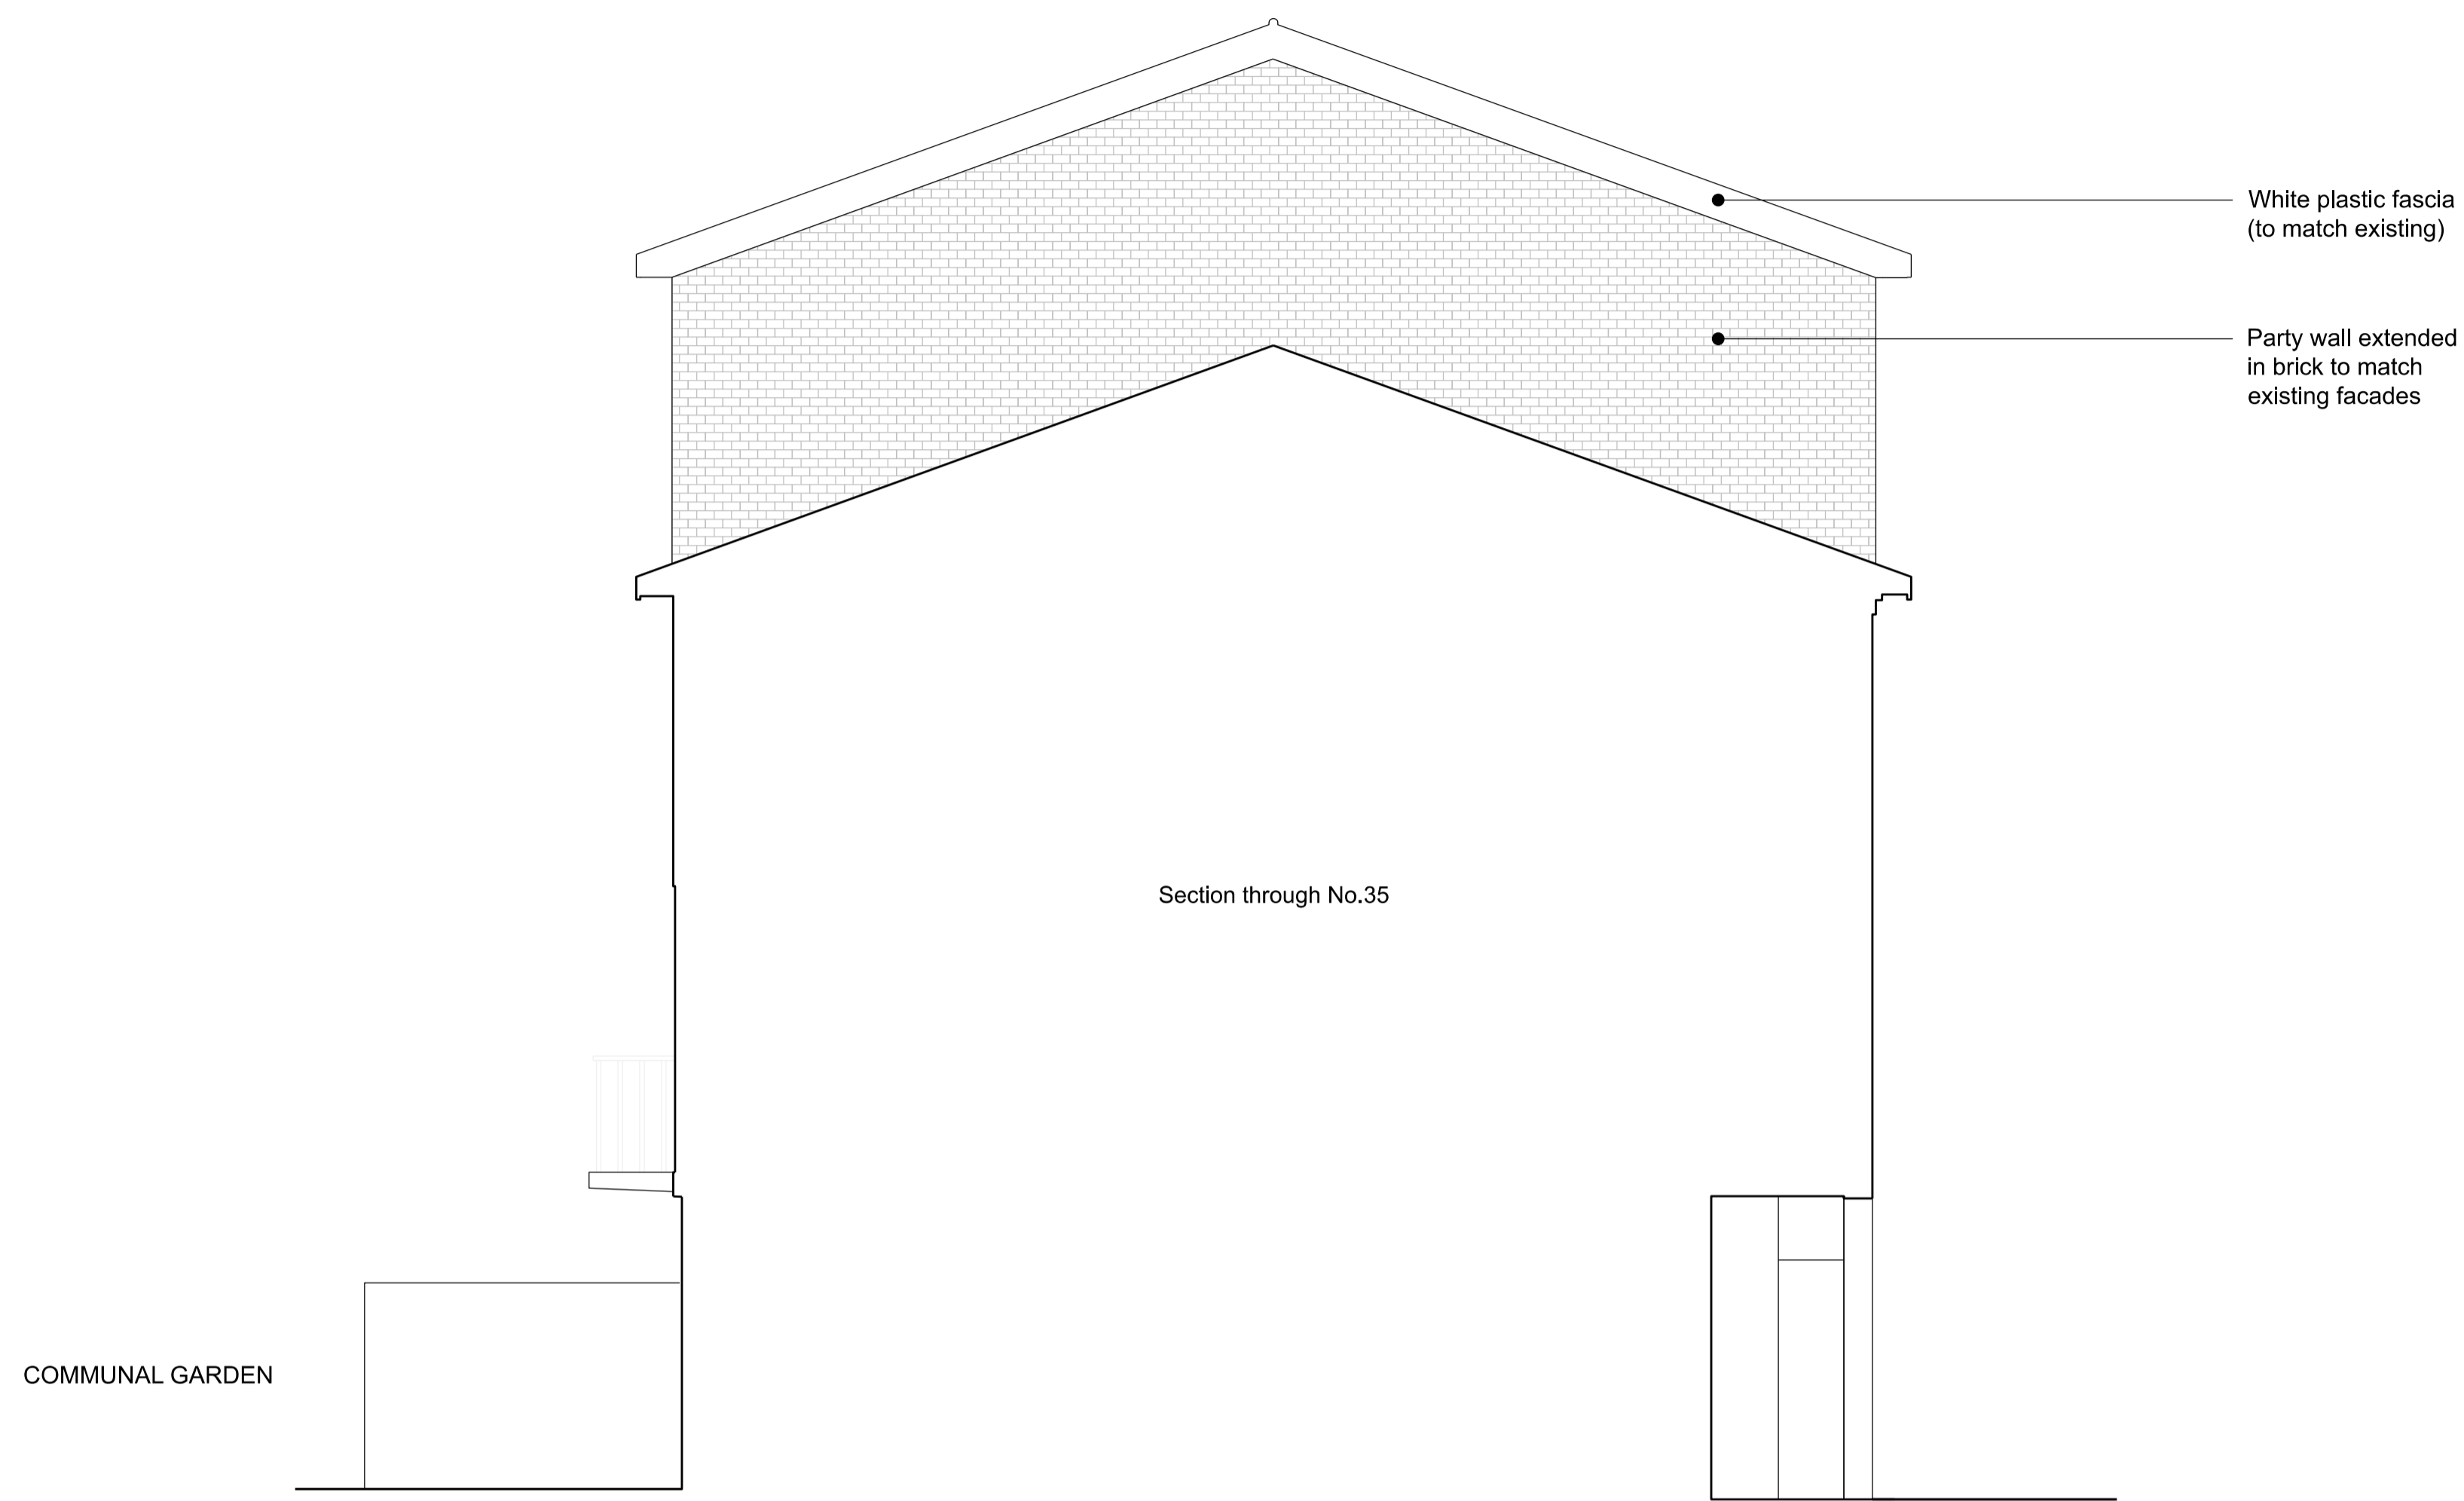 White plastic fascia
(to match existing)
Party wall extended
in brick to match
existing facades
Section through No.35
COMMUNAL GARDEN